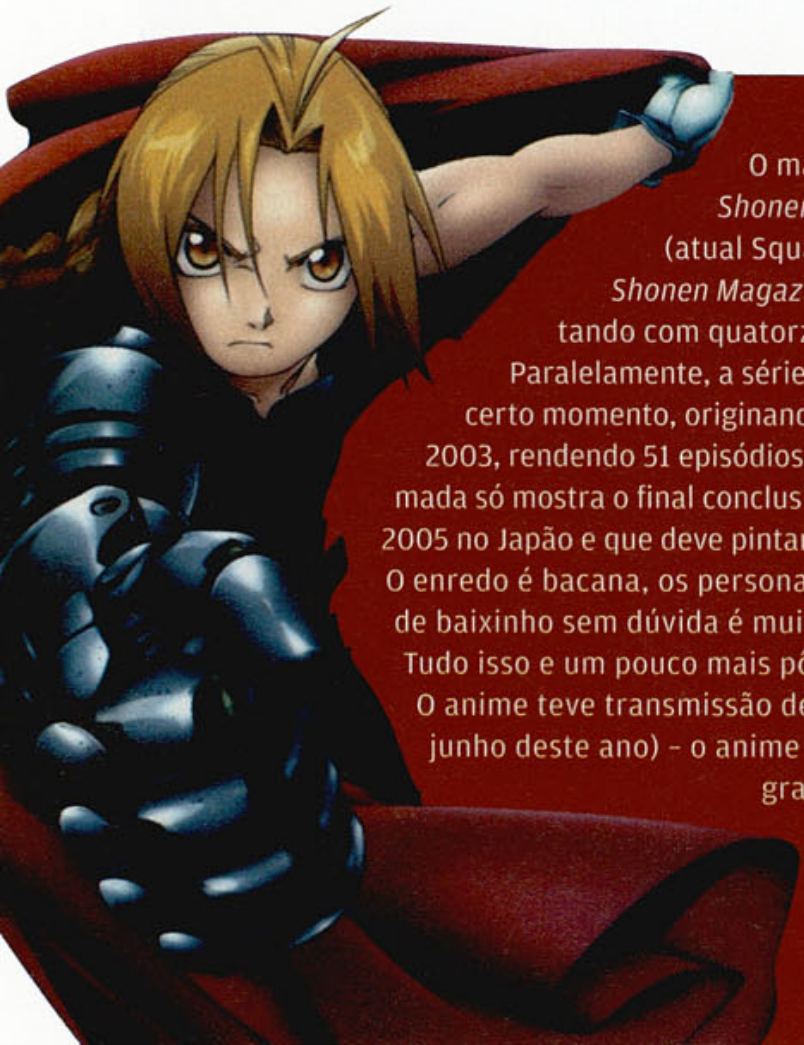 O ma
Shonen
(atual Squa
Shonen Magaz
tando com quatorz
Paralelamente, a série
certo momento, originand
2003, rendendo 51 episódios
mada só mostra o final conclus
2005 no Japão e que deve pintar
O enredo é bacana, os persona
de baixinho sem dúvida é mui
Tudo isso e um pouco mais pô
O anime teve transmissão de
junho deste ano) – o anime
gra